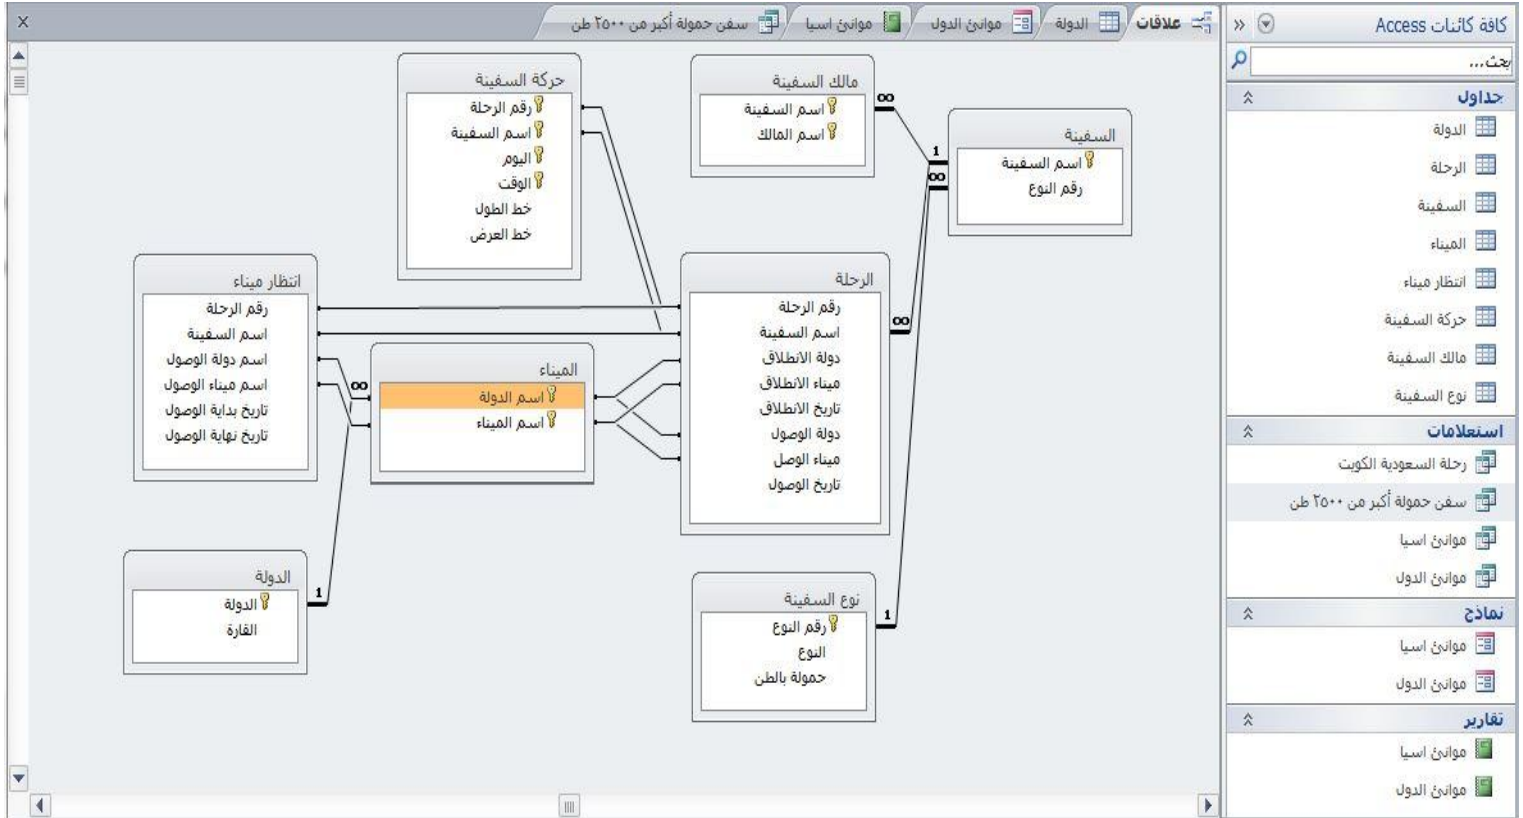 علاقات
الدولة
موانئ الدول
موانئ اسيا
سفن حمولة أكبر من ٢٥٠٠ طن
x
كافة كائنات Access
»
بحث...
جداول
الدولة
الرحلة
السفينة
الميناء
انتظار ميناء
حركة السفينة
مالك السفينة
نوع السفينة
استعلامات
رحلة السعودية الكويت
سفن حمولة أكبر من ٢٥٠٠ طن
موانئ اسيا
موانئ الدول
نماذج
موانئ اسيا
موانئ الدول
تقارير
موانئ اسيا
موانئ الدول
السفينة
اسم السفينة
رقم النوع
1
∞
مالك السفينة
اسم السفينة
اسم المالك
∞
حركة السفينة
رقم الرحلة
اسم السفينة
اليوم
الوقت
خط الطول
خط العرض
الرحلة
رقم الرحلة
اسم السفينة
دولة الانطلاق
ميناء الانطلاق
تاريخ الانطلاق
دولة الوصول
ميناء الوصل
تاريخ الوصول
∞
انتظار ميناء
رقم الرحلة
اسم السفينة
اسم دولة الوصول
اسم ميناء الوصول
تاريخ بداية الوصول
تاريخ نهاية الوصول
الميناء
اسم الدولة
اسم الميناء
∞
نوع السفينة
رقم النوع
النوع
حمولة بالطن
1
الدولة
الدولة
القارة
1